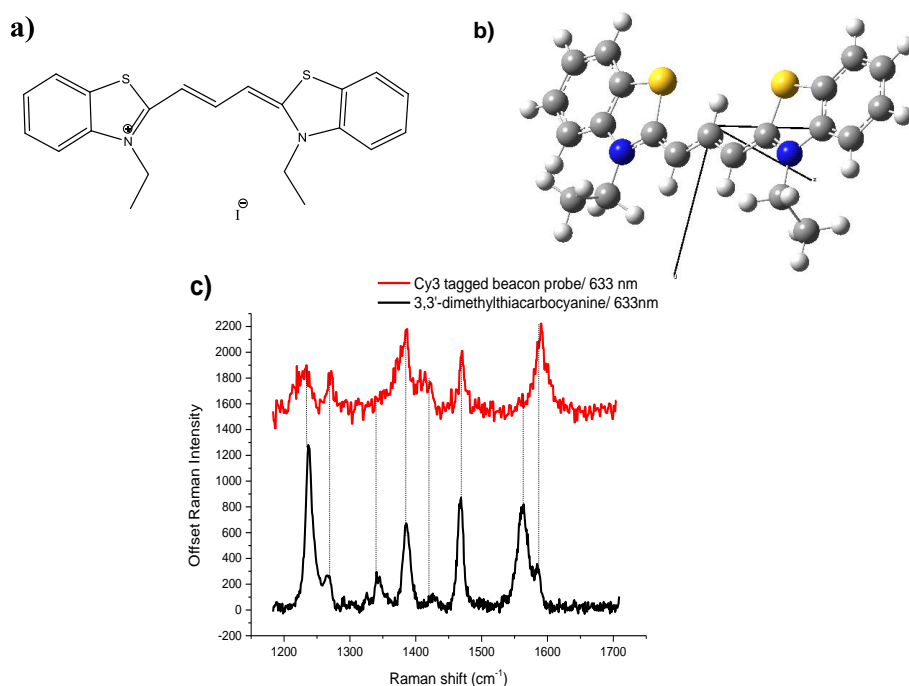 a)
S
S
N
⊕
N
I
⊖
b)
c)
Cy3 tagged beacon probe/ 633 nm
3,3'-dimethylthiacarbocyanine/ 633nm
2200
2000
1800
1600
1400
1200
1000
800
600
400
200
0
-200
Offset Raman Intensity
1200 1300 1400 1500 1600 1700
Raman shift (cm⁻¹)